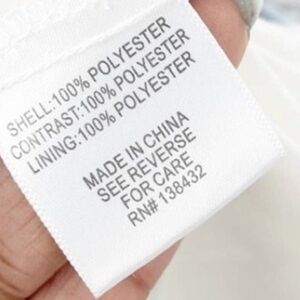 SHELL:100% POLYESTER
CONTRAST:100% POLYESTER
LINING:100% POLYESTER
MADE IN CHINA
SEE REVERSE
FOR CARE
RN# 138432